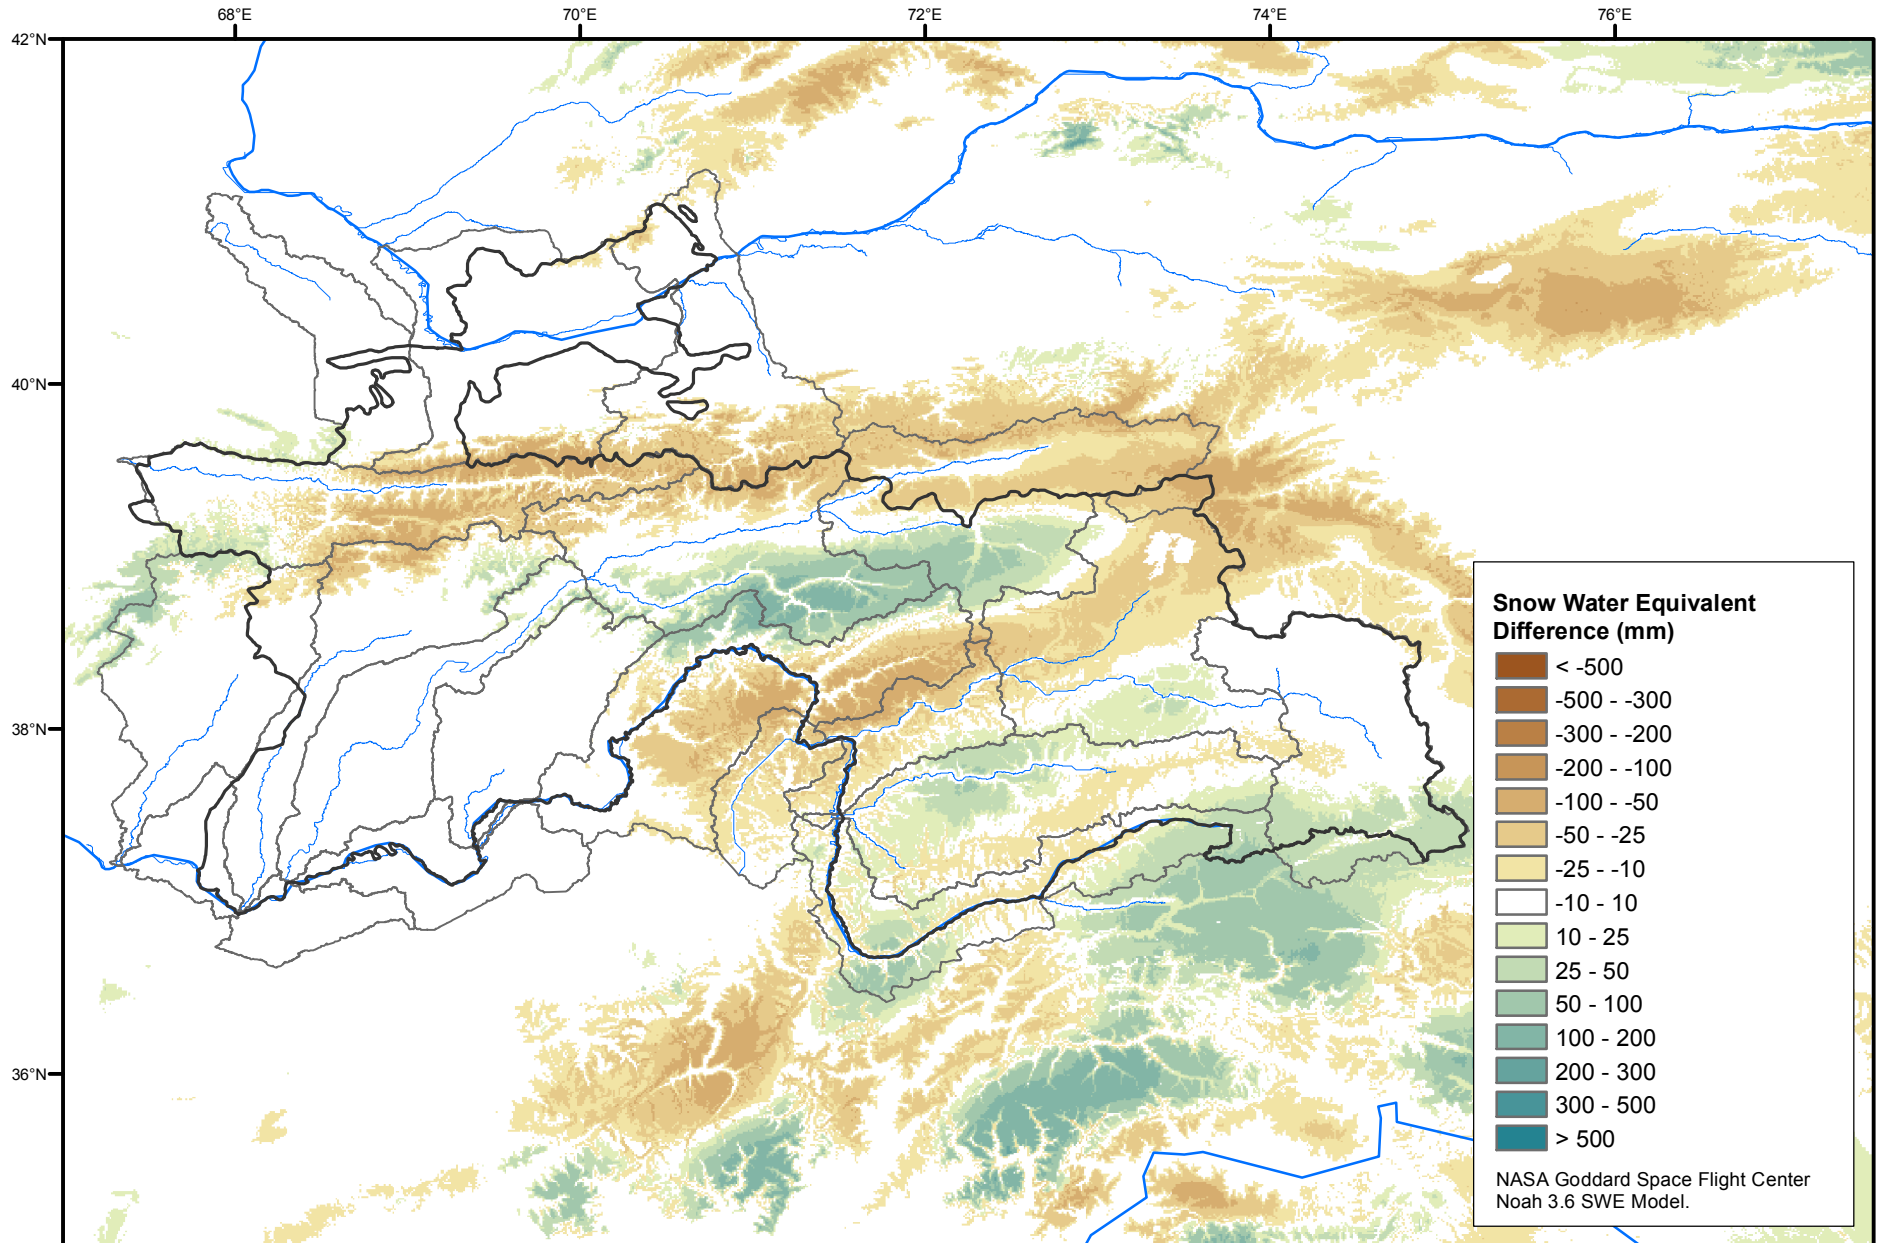 68°E
70°E
72°E
74°E
76°E
42°N
40°N
38°N
36°N
Snow Water Equivalent
Difference (mm)
< -500
-500 - -300
-300 - -200
-200 - -100
-100 - -50
-50 - -25
-25 - -10
-10 - 10
10 - 25
25 - 50
50 - 100
100 - 200
200 - 300
300 - 500
> 500
NASA Goddard Space Flight Center
Noah 3.6 SWE Model.